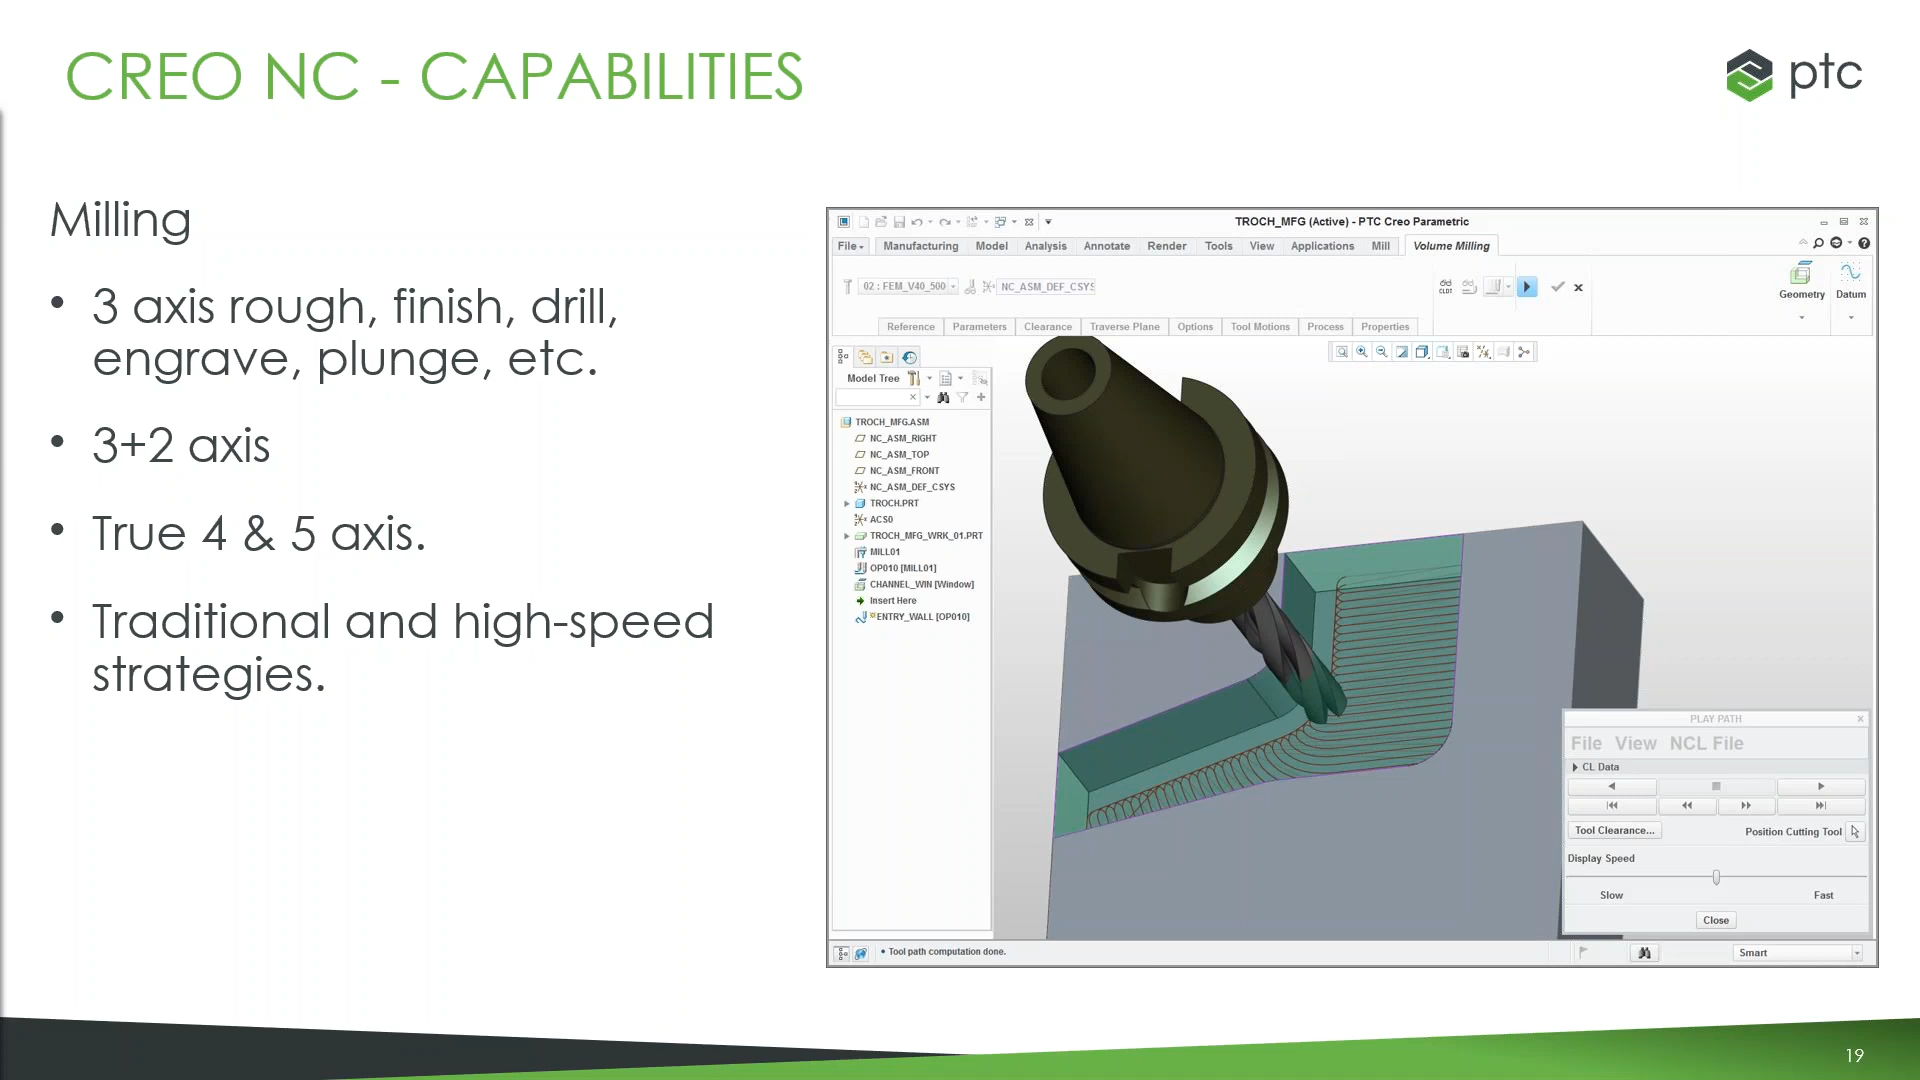 CREO NC - CAPABILITIES
ptc
Milling
• 3 axis rough, finish, drill,
engrave, plunge, etc.
• 3+2 axis
• True 4 & 5 axis.
• Traditional and high-speed
strategies.
TROCH_MFG (Active) - PTC Creo Parametric
File Manufacturing Model Analysis Annotate Render Tools View Applications Mill Volume Milling
02 : FEM_V40_500 NC_ASM_DEF_CSYS
Geometry Datum
Reference Parameters Clearance Traverse Plane Options Tool Motions Process Properties
Model Tree
TROCH_MFG.ASM
NC_ASM_RIGHT
NC_ASM_TOP
NC_ASM_FRONT
NC_ASM_DEF_CSYS
TROCH.PRT
ACS0
TROCH_MFG_WRK_01.PRT
MILL01
OP010 [MILL01]
CHANNEL_WIN [Window]
Insert Here
ENTRY_WALL [OP010]
PLAY PATH
File View NCL File
CL Data
Tool Clearance... Position Cutting Tool
Display Speed
Slow Fast
Close
• Tool path computation done.
Smart
19